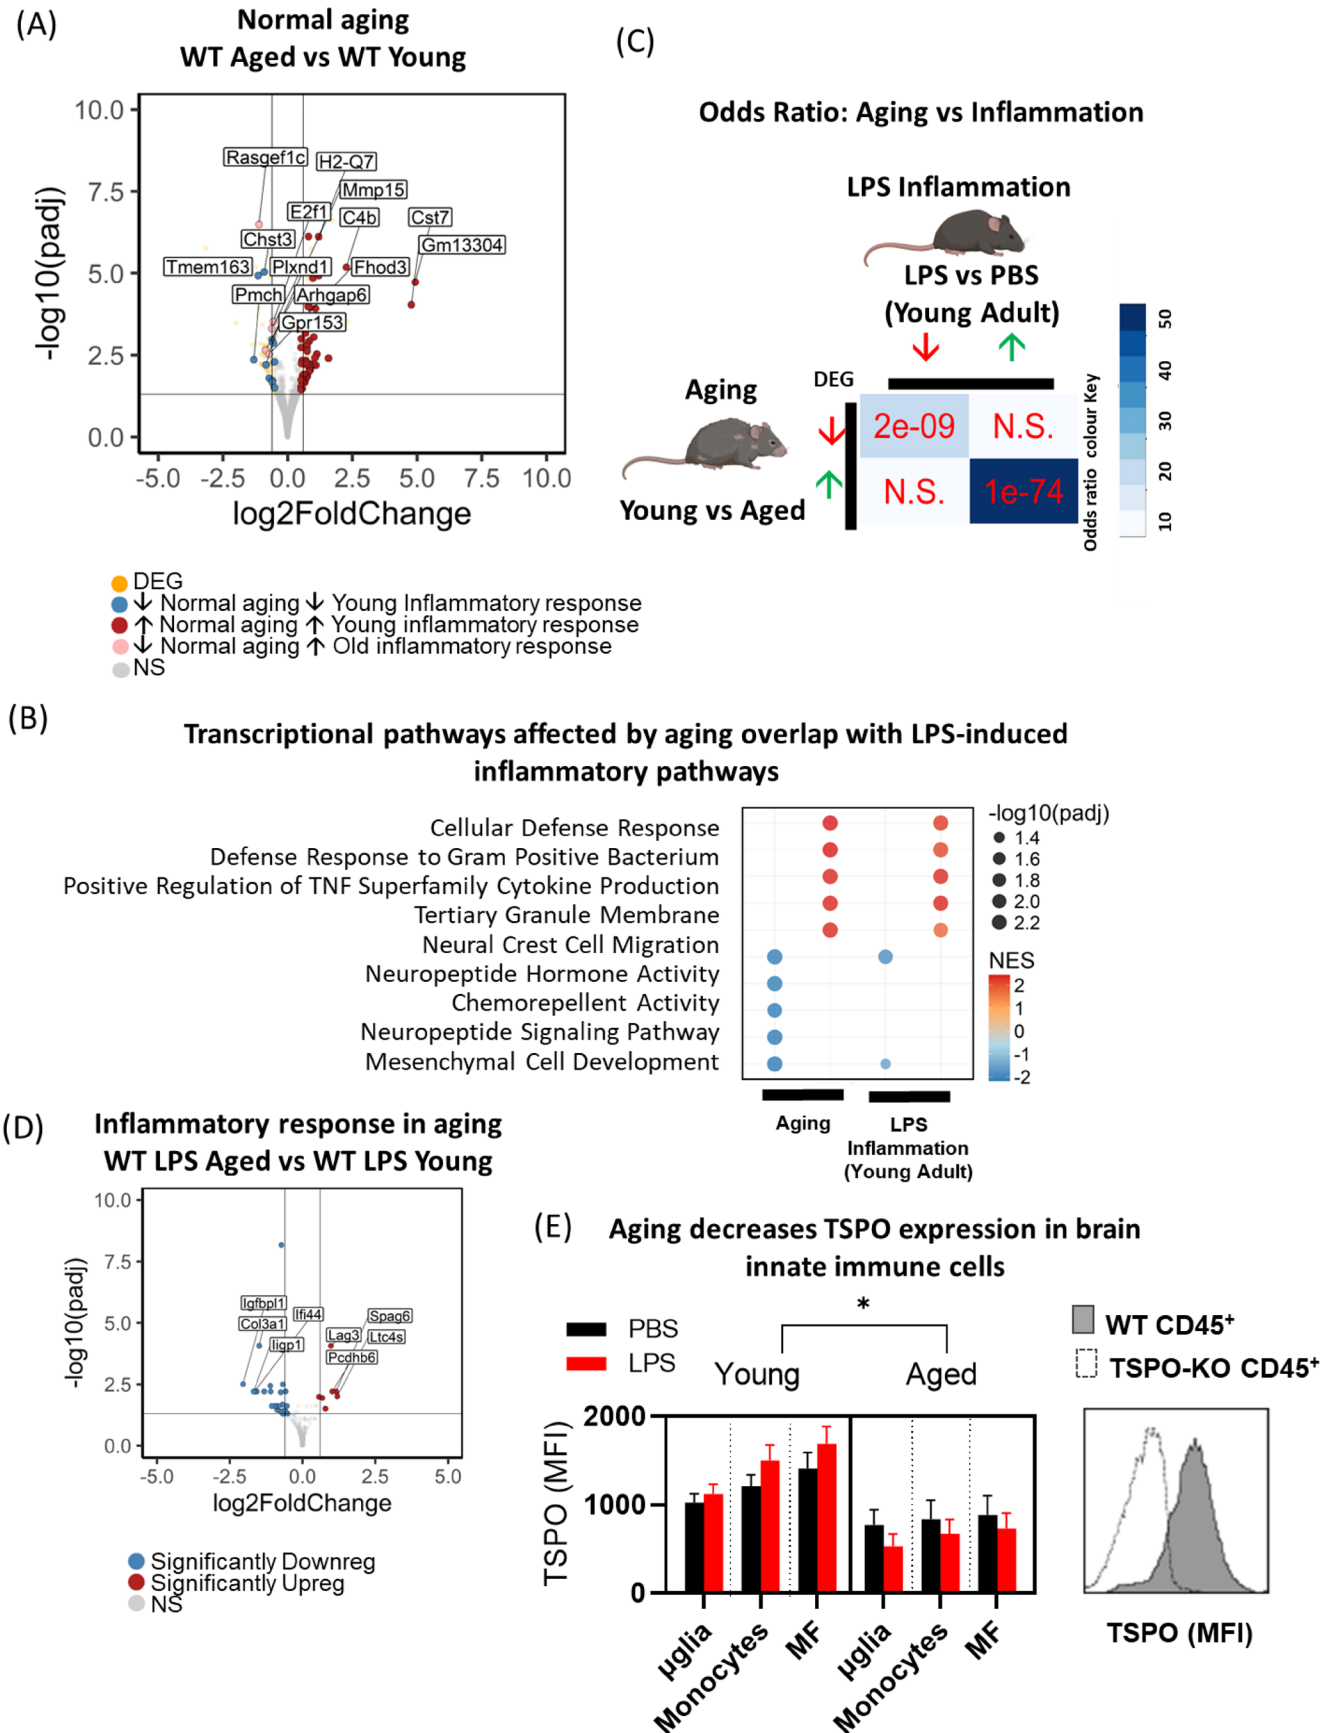 (A)
Normal aging
WT Aged vs WT Young
10.0
7.5
5.0
2.5
0.0
-log10(padj)
Rasgef1c
H2-Q7
Mmp15
E2f1
C4b
Cst7
Chst3
Gm13304
Tmem163
Plxnd1
Fhod3
Pmch
Arhgap6
Gpr153
-5.0
-2.5
0.0
2.5
5.0
7.5
10.0
log2FoldChange
DEG
↓ Normal aging ↓ Young Inflammatory response
↑ Normal aging ↑ Young inflammatory response
↓ Normal aging ↑ Old inflammatory response
NS
(C)
Odds Ratio: Aging vs Inflammation
LPS Inflammation
LPS vs PBS
(Young Adult)
↓ ↑
DEG
Aging
Young vs Aged
↓
↑
2e-09
N.S.
N.S.
1e-74
Odds ratio colour Key
50
40
30
20
10
(B)
Transcriptional pathways affected by aging overlap with LPS-induced
inflammatory pathways
Cellular Defense Response
Defense Response to Gram Positive Bacterium
Positive Regulation of TNF Superfamily Cytokine Production
Tertiary Granule Membrane
Neural Crest Cell Migration
Neuropeptide Hormone Activity
Chemorepellent Activity
Neuropeptide Signaling Pathway
Mesenchymal Cell Development
Aging
LPS
Inflammation
(Young Adult)
-log10(padj)
1.4
1.6
1.8
2.0
2.2
NES
2
1
0
-1
-2
(D)
Inflammatory response in aging
WT LPS Aged vs WT LPS Young
10.0
7.5
5.0
2.5
0.0
-log10(padj)
Igfbpl1
Ifi44
Spag6
Col3a1
Lag3
Ltc4s
Iigp1
Pcdhb6
-5.0
-2.5
0.0
2.5
5.0
log2FoldChange
Significantly Downreg
Significantly Upreg
NS
(E)
Aging decreases TSPO expression in brain
innate immune cells
*
PBS
LPS
Young
Aged
TSPO (MFI)
2000
1000
0
µglia
Monocytes
MF
µglia
Monocytes
MF
WT CD45+
TSPO-KO CD45+
TSPO (MFI)